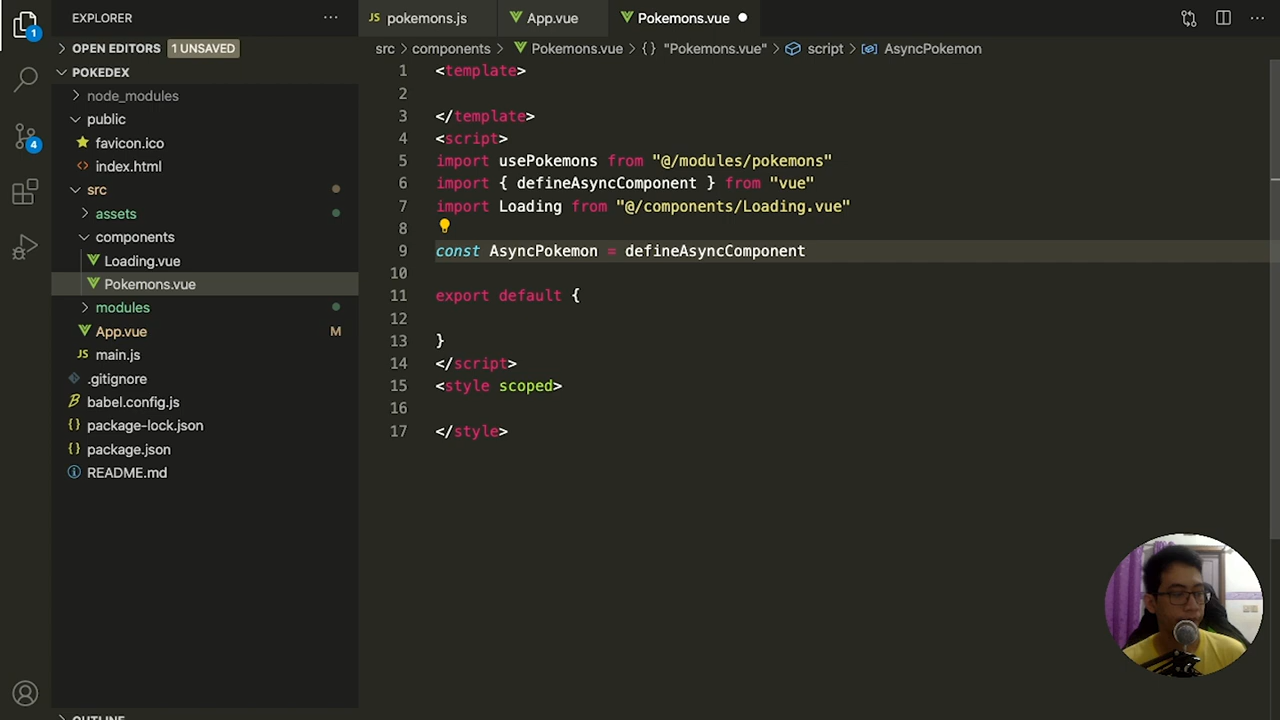 EXPLORER
OPEN EDITORS 1 UNSAVED
POKEDEX
node_modules
public
favicon.ico
index.html
src
assets
components
Loading.vue
Pokemons.vue
modules
App.vue M
JS main.js
.gitignore
babel.config.js
package-lock.json
package.json
README.md
OUTLINE
1
4
JS pokemons.js
App.vue
Pokemons.vue
src > components > Pokemons.vue > {} "Pokemons.vue" > script > AsyncPokemon
1 <template>
2
3 </template>
4 <script>
5 import usePokemons from "@/modules/pokemons"
6 import { defineAsyncComponent } from "vue"
7 import Loading from "@/components/Loading.vue"
8
9 const AsyncPokemon = defineAsyncComponent
10
11 export default {
12
13 }
14 </script>
15 <style scoped>
16
17 </style>